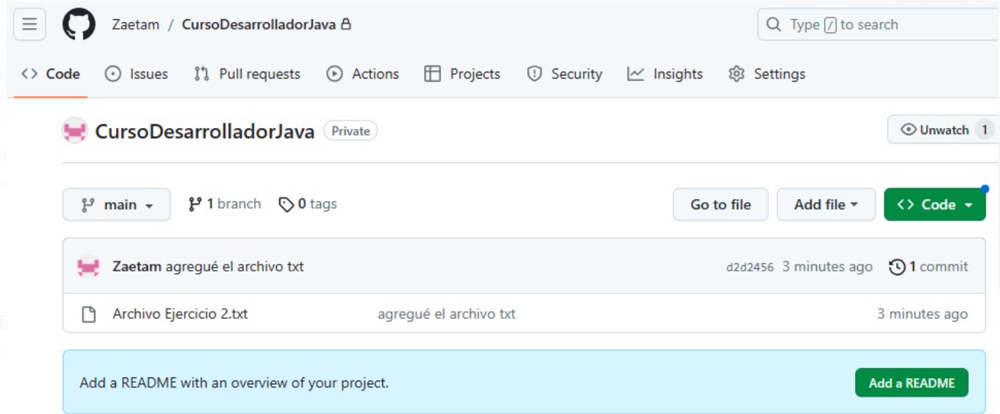 Zaetam / CursoDesarrolladorJava
Type / to search
Code Issues Pull requests Actions Projects Security Insights Settings
CursoDesarrolladorJava Private
Unwatch 1
main 1 branch 0 tags
Go to file Add file Code
Zaetam agregué el archivo txt d2d2456 3 minutes ago 1 commit
Archivo Ejercicio 2.txt agregué el archivo txt 3 minutes ago
Add a README with an overview of your project. Add a README